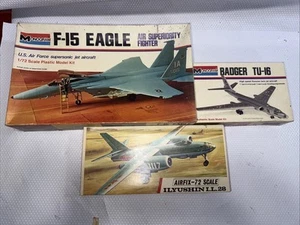 Monogram
F-15 EAGLE
AIR SUPERIORITY
FIGHTER
U.S. Air Force supersonic jet aircraft
1/72 Scale Plastic Model Kit
Monogram
BADGER TU-16
AIRFIX-72 SCALE
ILYUSHIN I.L. 28